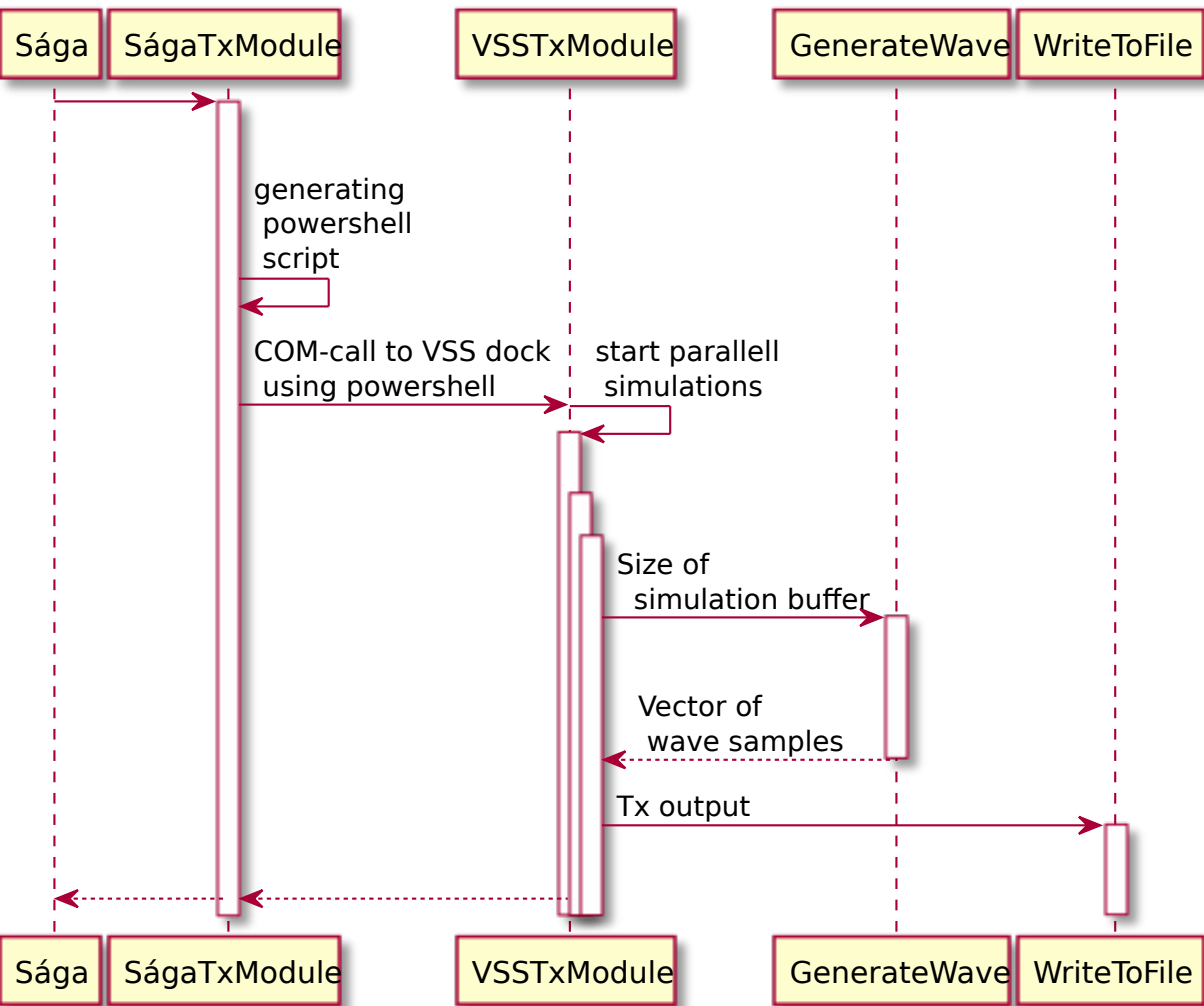 Sága
SágaTxModule
VSSTxModule
GenerateWave
WriteToFile
generating
powershell
script
COM-call to VSS dock
using powershell
start parallell
simulations
Size of
simulation buffer
Vector of
wave samples
Tx output
Sága
SágaTxModule
VSSTxModule
GenerateWave
WriteToFile